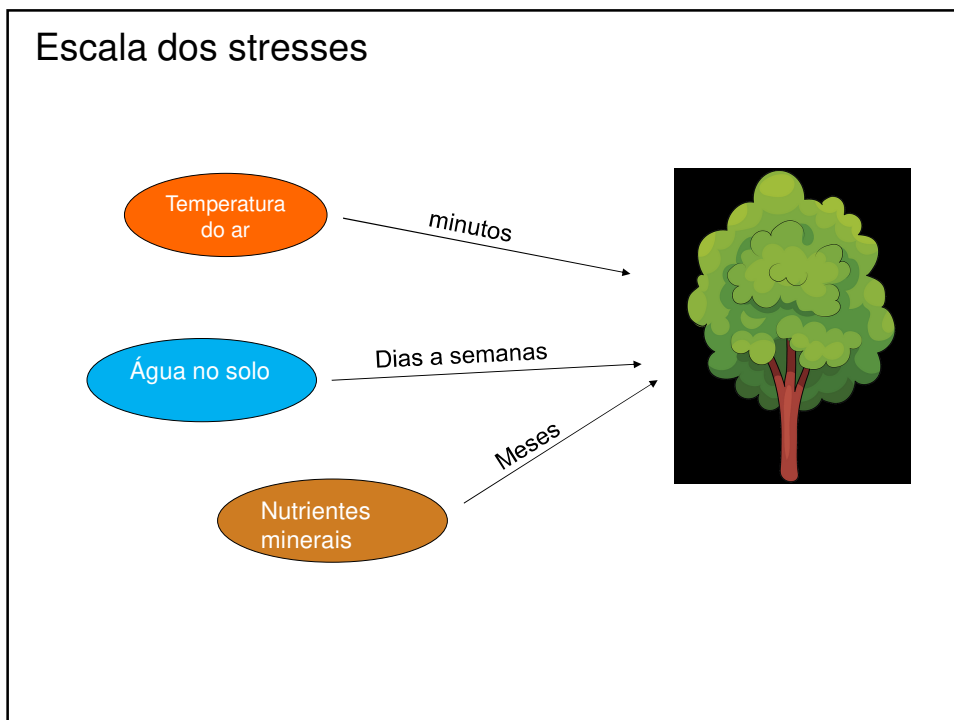 Escala dos stresses
Temperatura
do ar
minutos
Água no solo
Dias a semanas
Meses
Nutrientes
minerais